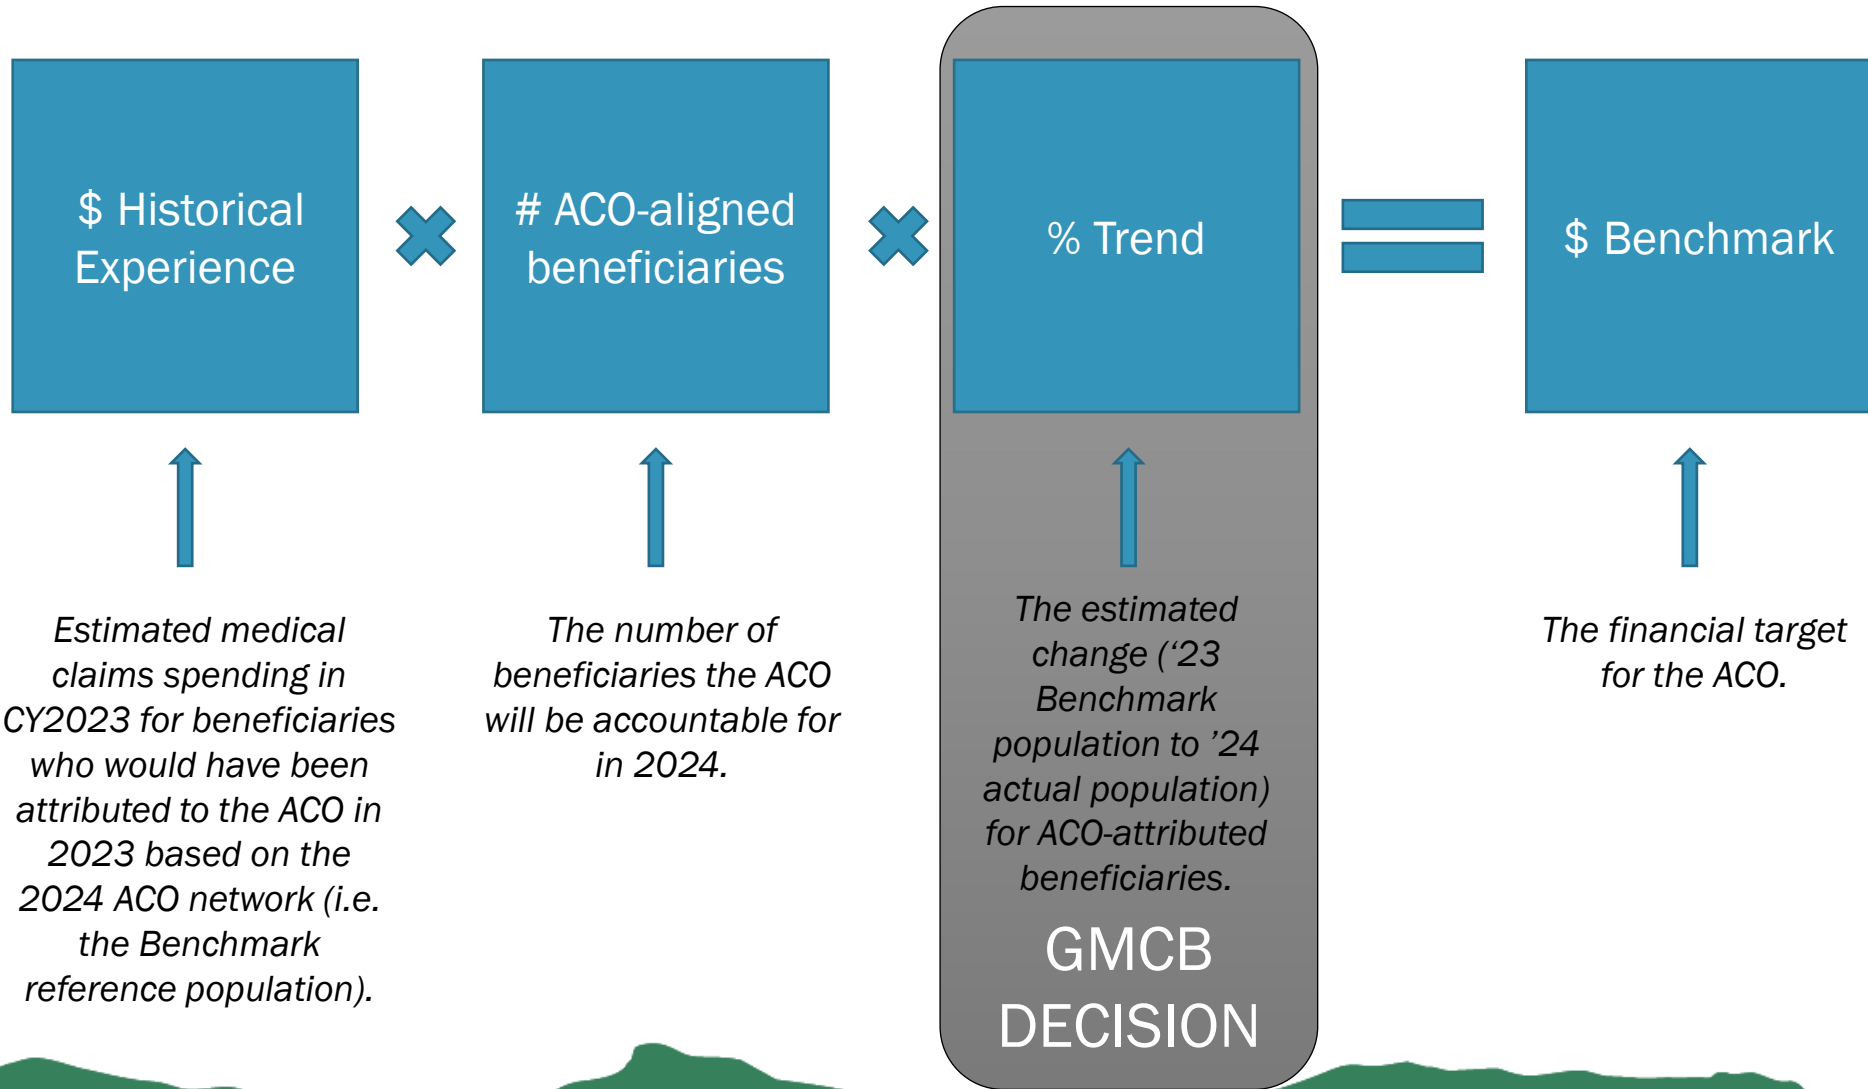 $ Historical
Experience
# ACO-aligned
beneficiaries
% Trend
$ Benchmark
Estimated medical
claims spending in
CY2023 for beneficiaries
who would have been
attributed to the ACO in
2023 based on the
2024 ACO network (i.e.
the Benchmark
reference population).
The number of
beneficiaries the ACO
will be accountable for
in 2024.
The estimated
change (‘23
Benchmark
population to ’24
actual population)
for ACO-attributed
beneficiaries.
GMCB
DECISION
The financial target
for the ACO.